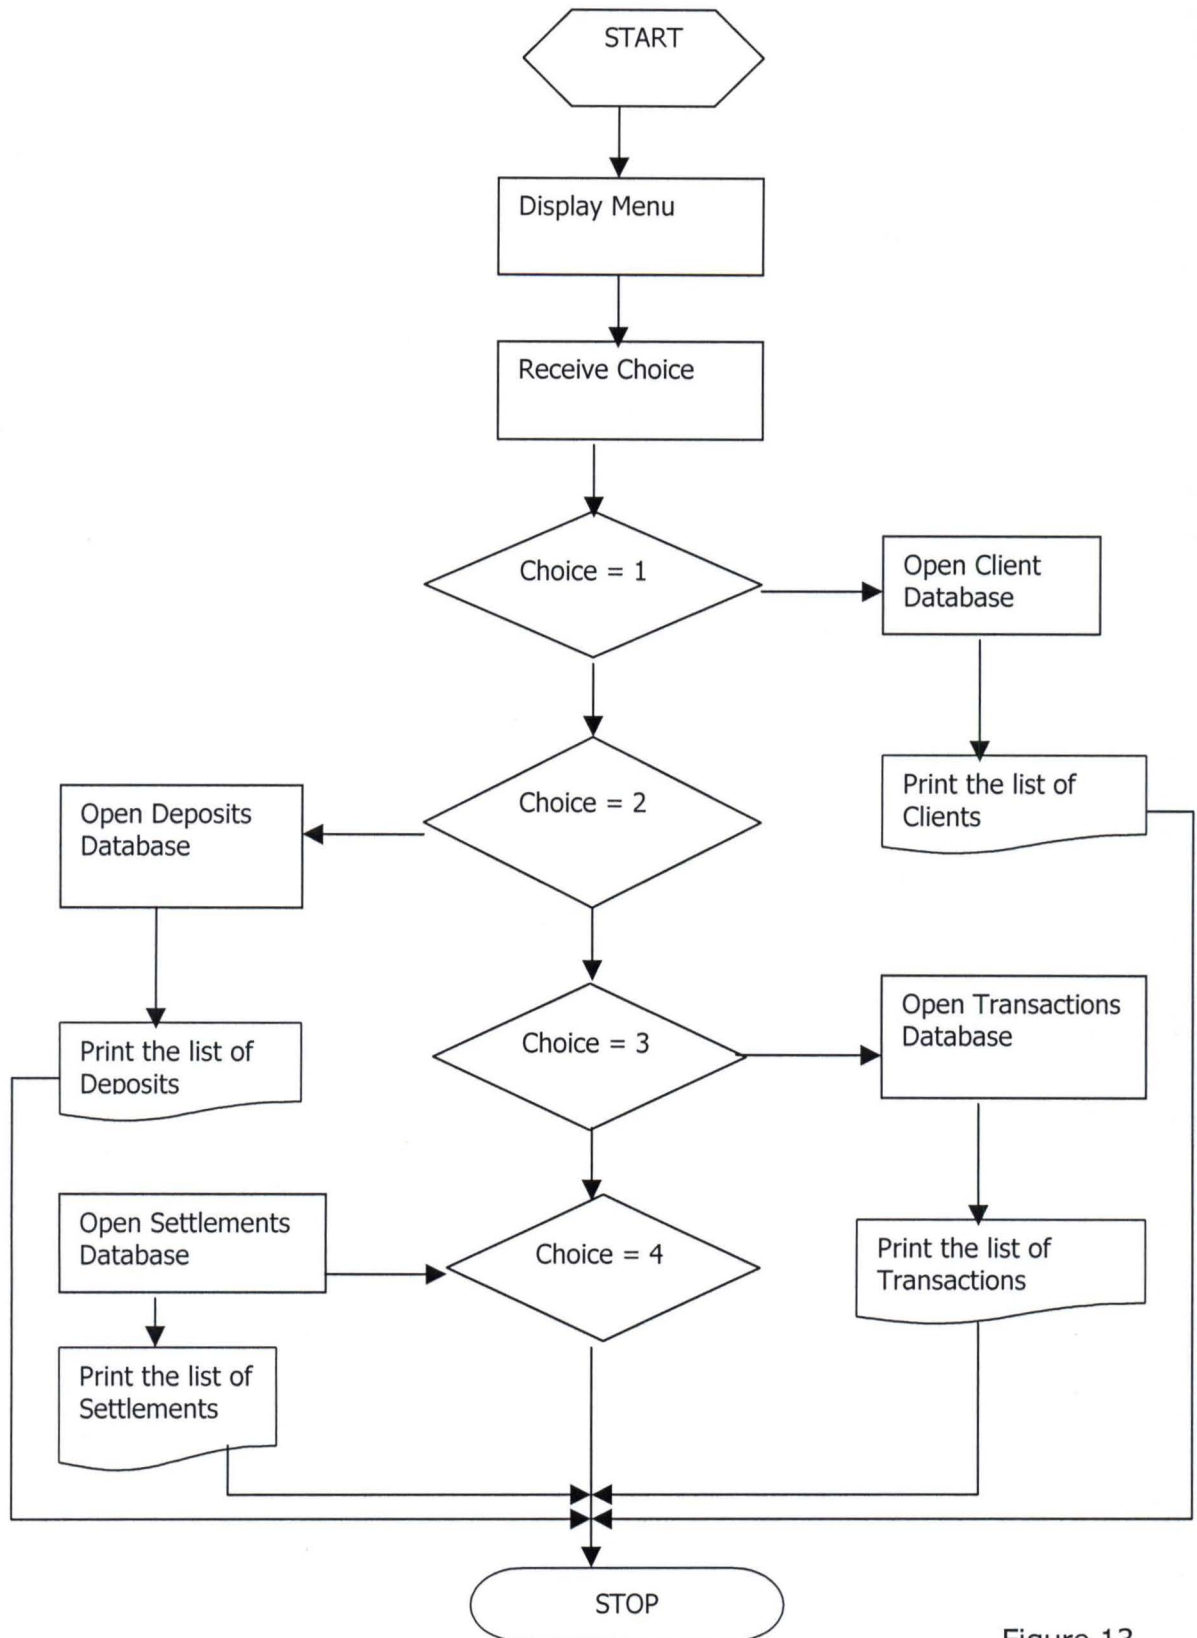 START
Display Menu
Receive Choice
Choice = 1
Open Client
Database
Print the list of
Clients
Choice = 2
Open Deposits
Database
Print the list of
Deposits
Choice = 3
Open Transactions
Database
Print the list of
Transactions
Choice = 4
Open Settlements
Database
Print the list of
Settlements
STOP
Figure 13